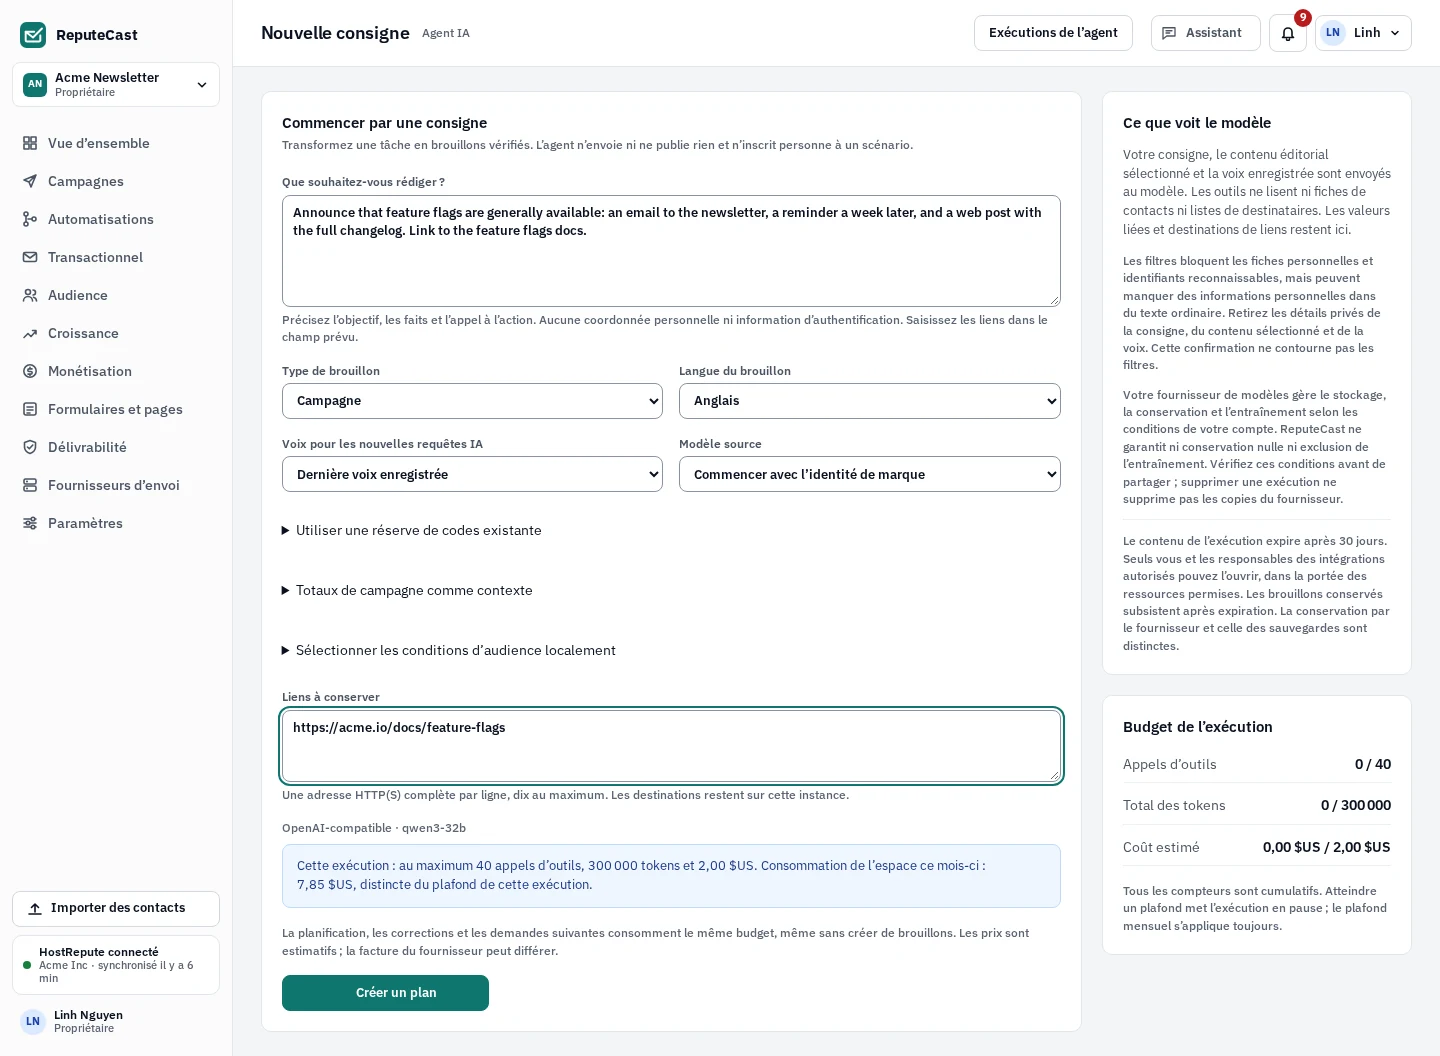 ReputeCast
AN
Acme Newsletter
Propriétaire
Vue d’ensemble
Campagnes
Automatisations
Transactionnel
Audience
Croissance
Monétisation
Formulaires et pages
Délivrabilité
Fournisseurs d’envoi
Paramètres
Importer des contacts
HostRepute connecté
Acme Inc · synchronisé il y a 6
min
LN
Linh Nguyen
Propriétaire
Nouvelle consigne
Agent IA
Exécutions de l’agent
Assistant
9
LN
Linh
Commencer par une consigne
Transformez une tâche en brouillons vérifiés. L’agent n’envoie ni ne publie rien et n’inscrit personne à un scénario.
Que souhaitez-vous rédiger ?
Announce that feature flags are generally available: an email to the newsletter, a reminder a week later, and a web post with
the full changelog. Link to the feature flags docs.
Précisez l’objectif, les faits et l’appel à l’action. Aucune coordonnée personnelle ni information d’authentification. Saisissez les liens dans le
champ prévu.
Type de brouillon
Campagne
Langue du brouillon
Anglais
Voix pour les nouvelles requêtes IA
Dernière voix enregistrée
Modèle source
Commencer avec l’identité de marque
Utiliser une réserve de codes existante
Totaux de campagne comme contexte
Sélectionner les conditions d’audience localement
Liens à conserver
https://acme.io/docs/feature-flags
Une adresse HTTP(S) complète par ligne, dix au maximum. Les destinations restent sur cette instance.
OpenAI-compatible · qwen3-32b
Cette exécution : au maximum 40 appels d’outils, 300 000 tokens et 2,00 $US. Consommation de l’espace ce mois-ci :
7,85 $US, distincte du plafond de cette exécution.
La planification, les corrections et les demandes suivantes consomment le même budget, même sans créer de brouillons. Les prix sont
estimatifs ; la facture du fournisseur peut différer.
Créer un plan
Ce que voit le modèle
Votre consigne, le contenu éditorial
sélectionné et la voix enregistrée sont envoyés
au modèle. Les outils ne lisent ni fiches de
contacts ni listes de destinataires. Les valeurs
liées et destinations de liens restent ici.
Les filtres bloquent les fiches personnelles et
identifiants reconnaissables, mais peuvent
manquer des informations personnelles dans
du texte ordinaire. Retirez les détails privés de
la consigne, du contenu sélectionné et de la
voix. Cette confirmation ne contourne pas les
filtres.
Votre fournisseur de modèles gère le stockage,
la conservation et l’entraînement selon les
conditions de votre compte. ReputeCast ne
garantit ni conservation nulle ni exclusion de
l’entraînement. Vérifiez ces conditions avant de
partager ; supprimer une exécution ne
supprime pas les copies du fournisseur.
Le contenu de l’exécution expire après 30 jours.
Seuls vous et les responsables des intégrations
autorisés pouvez l’ouvrir, dans la portée des
ressources permises. Les brouillons conservés
subsistent après expiration. La conservation par
le fournisseur et celle des sauvegardes sont
distinctes.
Budget de l’exécution
Appels d’outils
0 / 40
Total des tokens
0 / 300 000
Coût estimé
0,00 $US / 2,00 $US
Tous les compteurs sont cumulatifs. Atteindre
un plafond met l’exécution en pause ; le plafond
mensuel s’applique toujours.